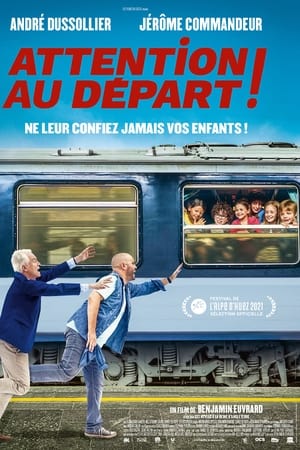 ANDRÉ DUSSOLLIER JÉRÔME COMMANDEUR
ATTENTION
AU DÉPART !
NE LEUR CONFIEZ JAMAIS VOS ENFANTS !
FESTIVAL DE
L'ALPE D'HUEZ 2021
SÉLECTION OFFICIELLE
UN FILM DE BENJAMIN EUVRARD